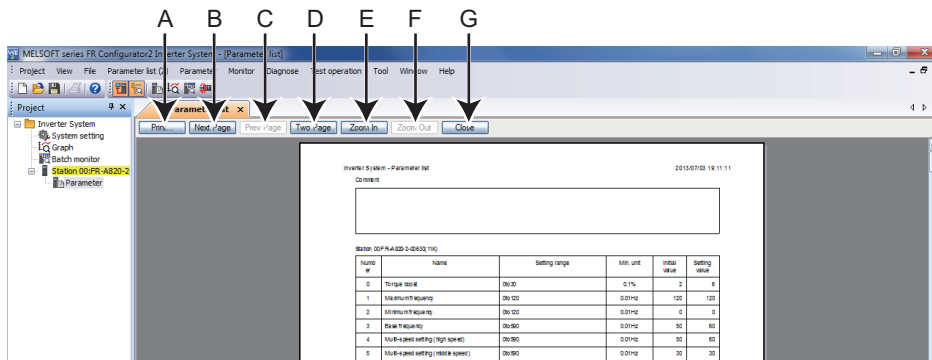 A B C D E F G
MELSOFT series FR Configurator2 Inverter System - [Parameter list]
Project View File Parameter list (Z) Parameter Monitor Diagnose Test operation Tool Window Help
Project
Parameter list
Inverter System
System setting
Graph
Batch monitor
Station 00:FR-A820-2
Parameter
Print... Next Page Prev Page Two Page Zoom In Zoom Out Close
Inverter System - Parameter list 2013/07/03 19:11:11
Comment
Station 00:FR-A820-2-00630(11K)
Number Name Setting range Min. unit Initial value Setting value
0 Torque boost 0to30 0.1% 2 6
1 Maximum frequency 0to120 0.01Hz 120 120
2 Minimum frequency 0to120 0.01Hz 0 0
3 Base frequency 0to590 0.01Hz 50 60
4 Multi-speed setting (high speed) 0to590 0.01Hz 50 60
5 Multi-speed setting (middle speed) 0to590 0.01Hz 30 30